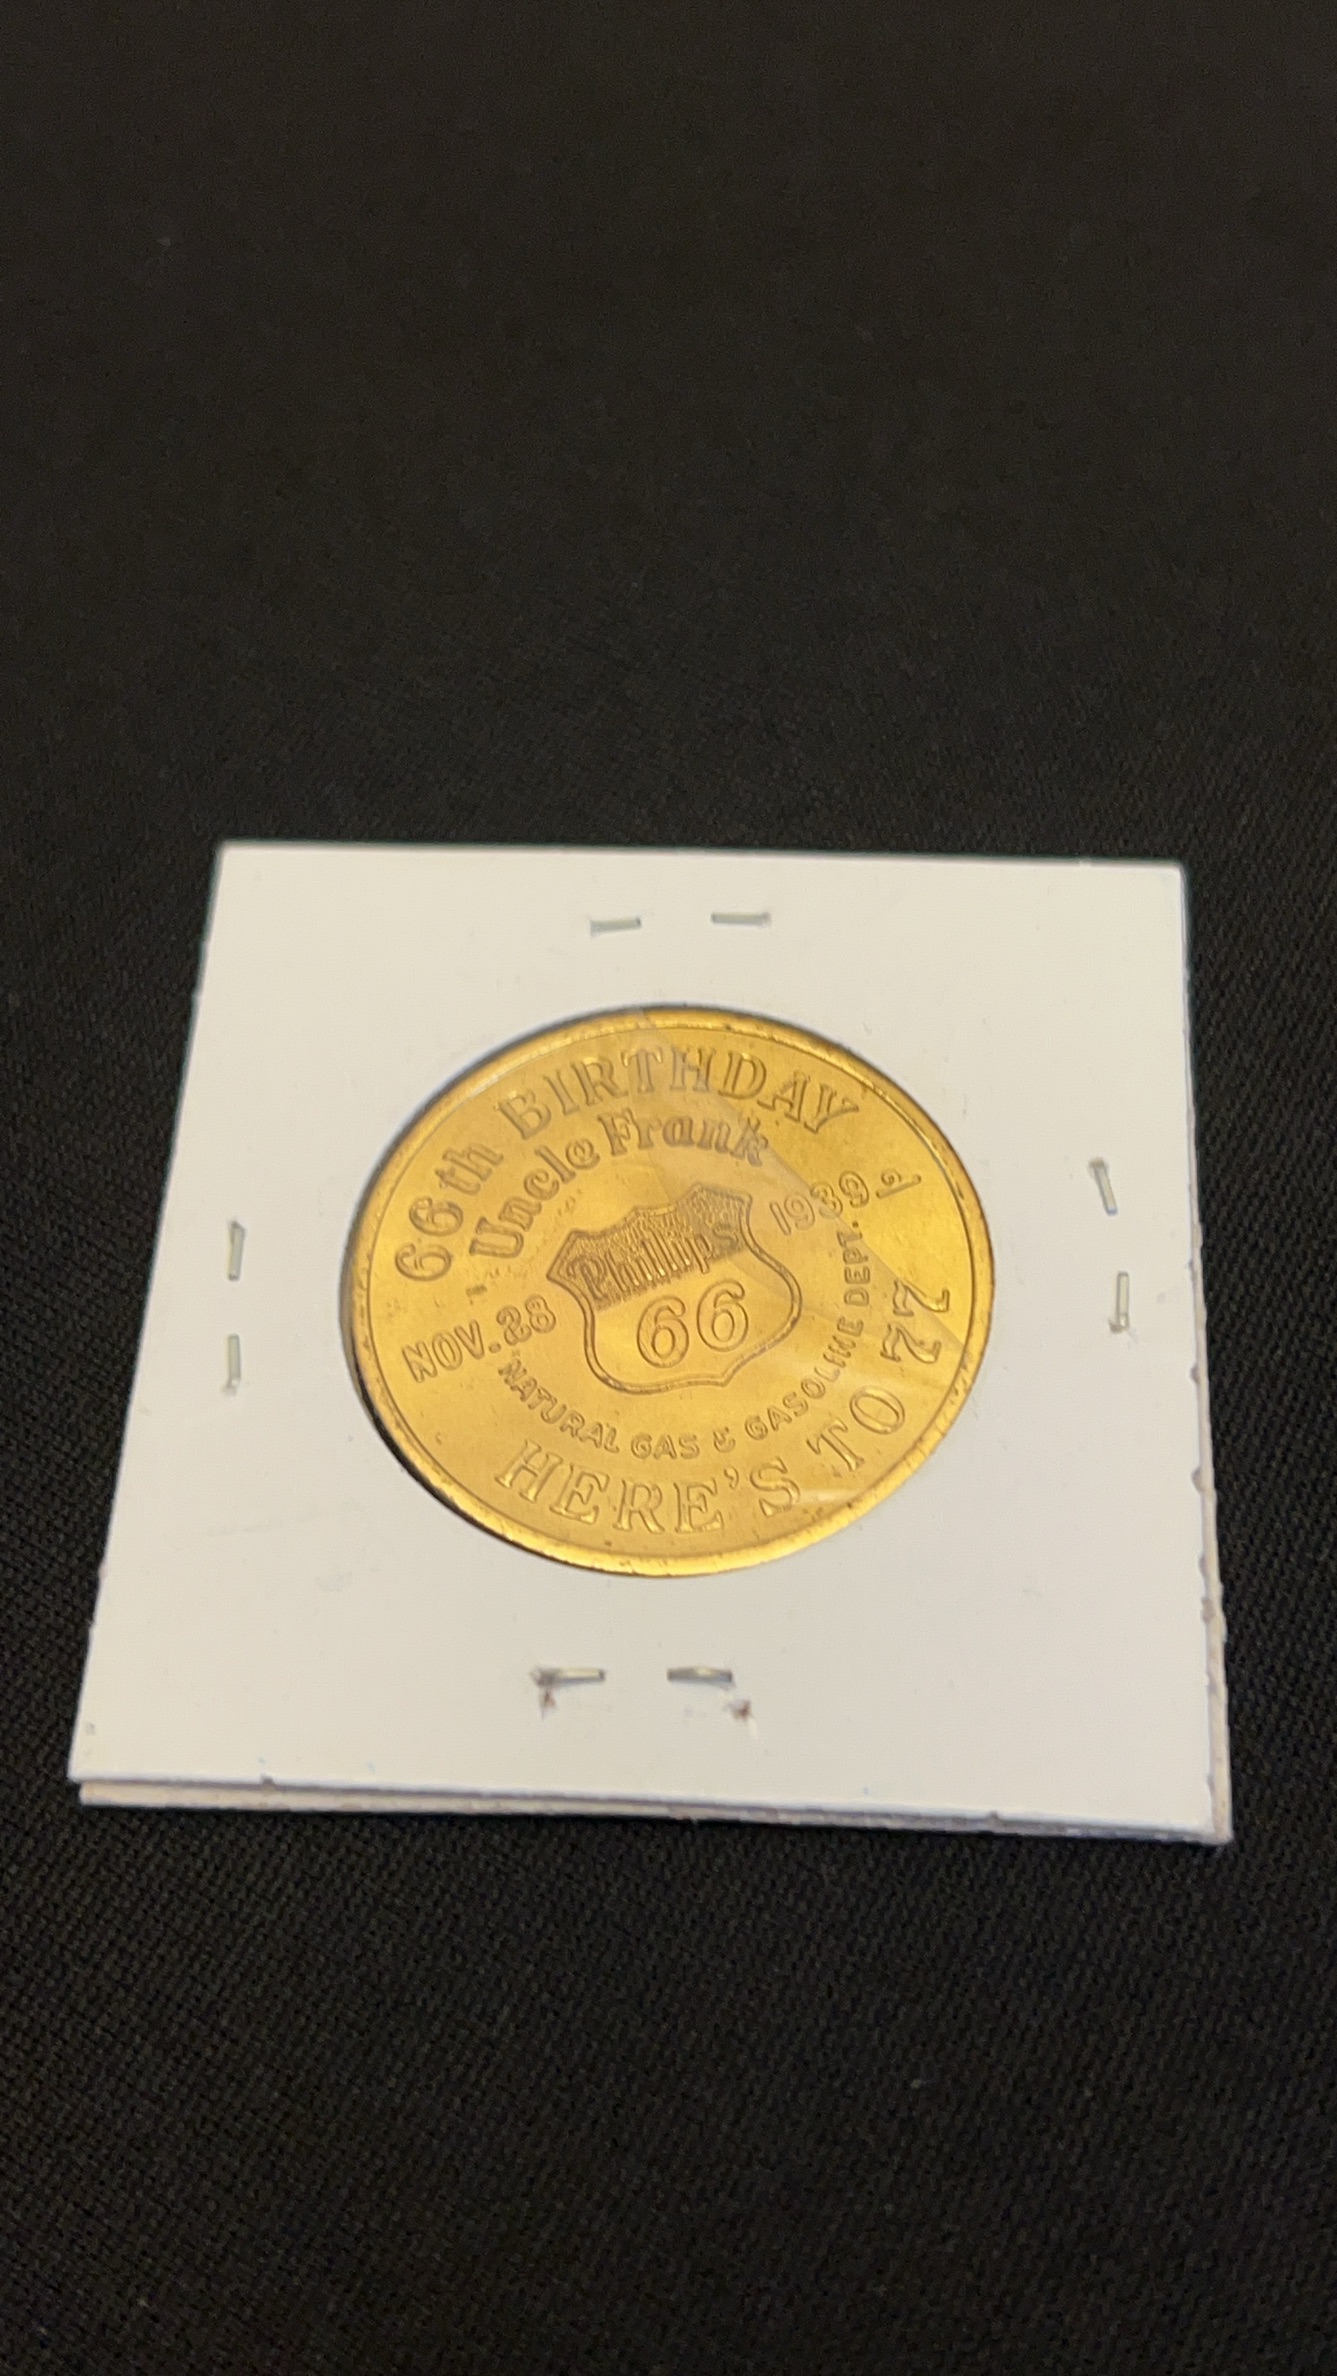 66th BIRTHDAY
Uncle Frank
NOV. 28
1939
Phillips
66
NATURAL GAS & GASOLINE DEPT.
HERE'S TO 77